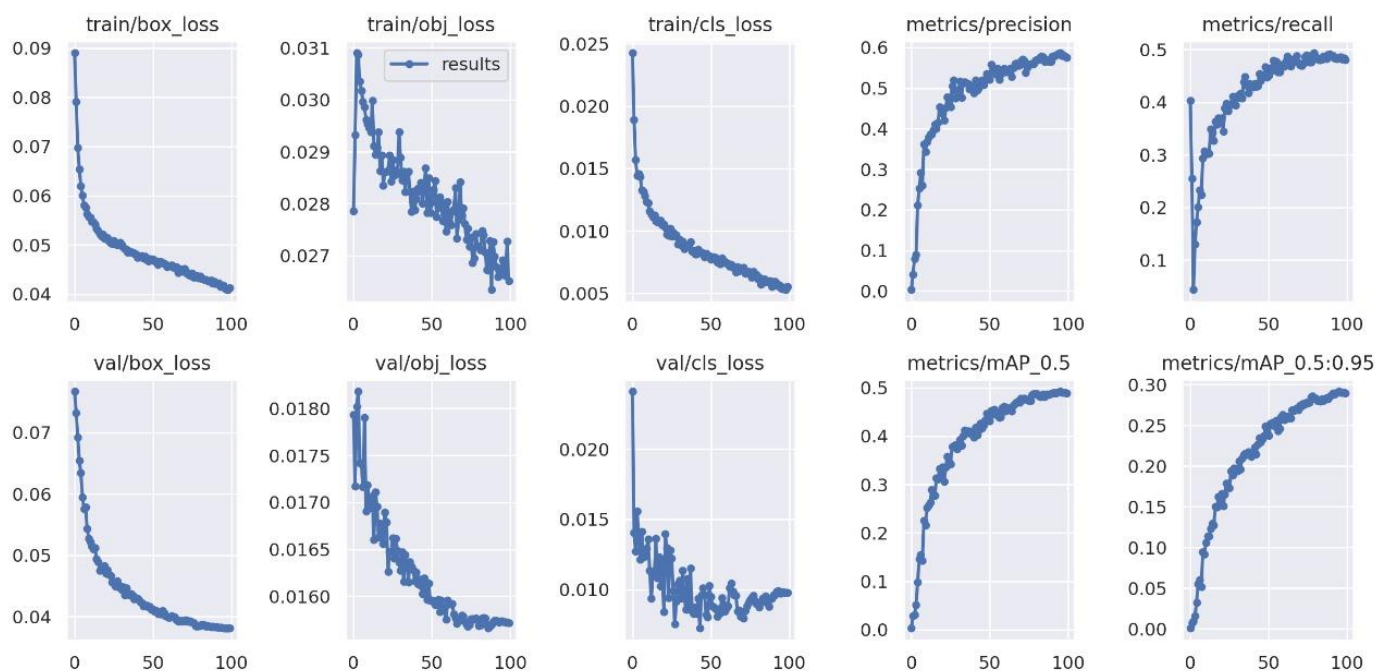 train/box_loss
train/obj_loss
train/cls_loss
metrics/precision
metrics/recall
0.09
0.08
0.07
0.06
0.05
0.04
0 50 100
0.031
0.030
0.029
0.028
0.027
results
0 50 100
0.025
0.020
0.015
0.010
0.005
0 50 100
0.6
0.5
0.4
0.3
0.2
0.1
0.0
0 50 100
0.5
0.4
0.3
0.2
0.1
0 50 100
val/box_loss
val/obj_loss
val/cls_loss
metrics/mAP_0.5
metrics/mAP_0.5:0.95
0.07
0.06
0.05
0.04
0 50 100
0.0180
0.0175
0.0170
0.0165
0.0160
0 50 100
0.020
0.015
0.010
0 50 100
0.5
0.4
0.3
0.2
0.1
0.0
0 50 100
0.30
0.25
0.20
0.15
0.10
0.05
0.00
0 50 100